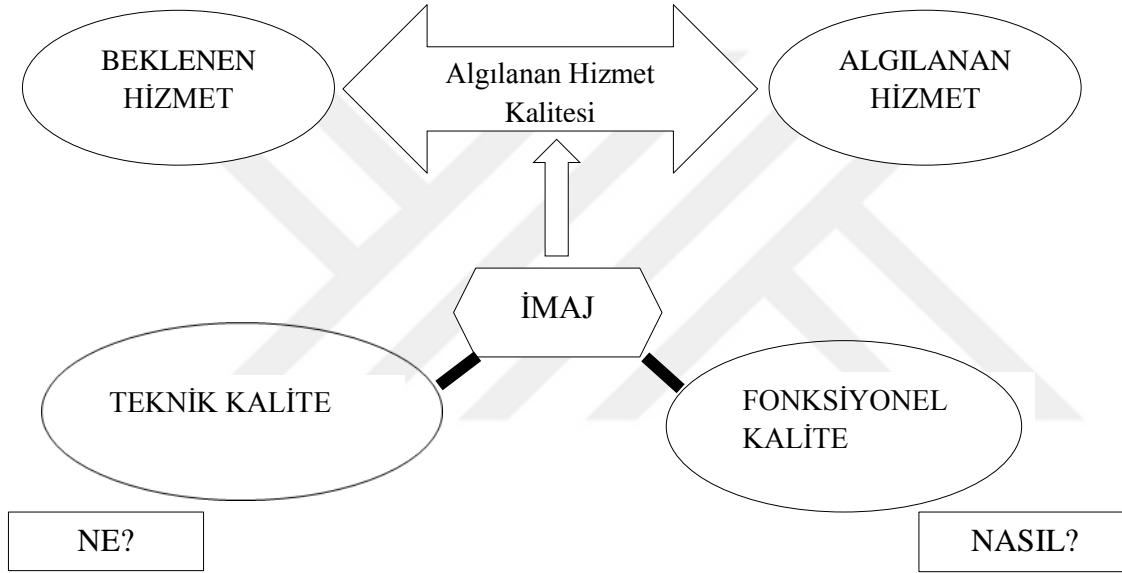 BEKLENEN
HİZMET
Algılanan Hizmet
Kalitesi
ALGILANAN
HİZMET
İMAJ
TEKNİK KALİTE
FONKSİYONEL
KALİTE
NE?
NASIL?